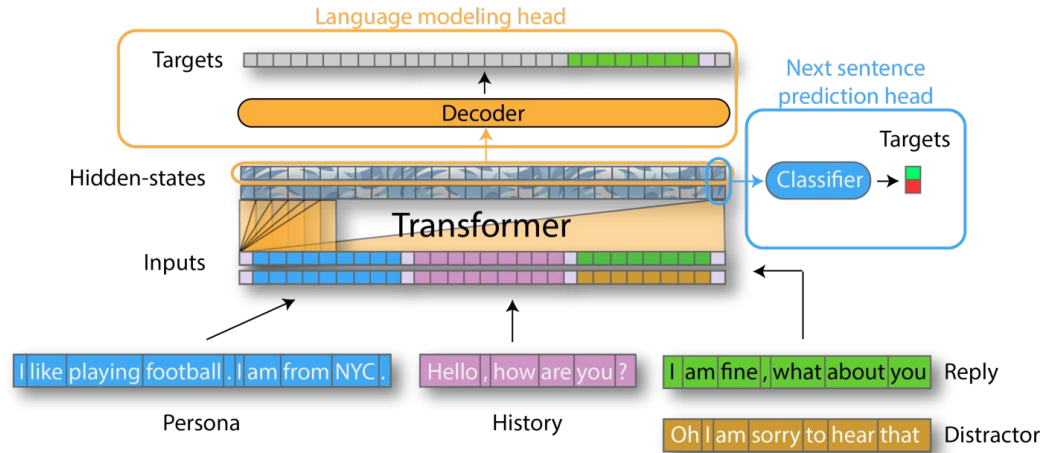 Language modeling head
Targets
Decoder
Next sentence
prediction head
Targets
Classifier
Hidden-states
Transformer
Inputs
I like playing football . I am from NYC .
Persona
Hello , how are you ?
History
I am fine , what about you
Reply
Oh I am sorry to hear that
Distractor